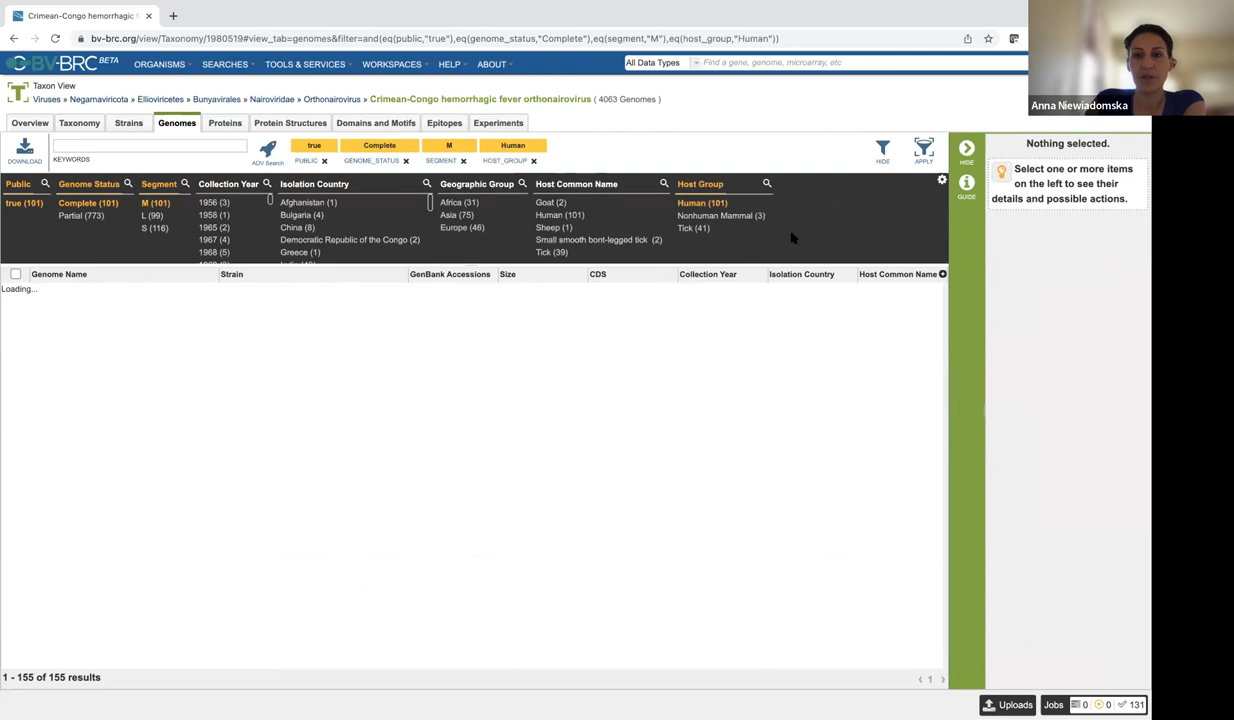 Crimean-Congo hemorrhagic f
bv-brc.org/view/Taxonomy/1980519#view_tab=genomes&filter=and(eq(public,"true"),eq(genome_status,"Complete"),eq(segment,"M"),eq(host_group,"Human"))
BV-BRC BETA ORGANISMS SEARCHES TOOLS & SERVICES WORKSPACES HELP ABOUT All Data Types Find a gene, genome, microarray, etc
Anna Niewiadomska
Taxon View
Viruses » Negarnaviricota » Ellioviricetes » Bunyavirales » Nairoviridae » Orthonairovirus » Crimean-Congo hemorrhagic fever orthonairovirus ( 4063 Genomes )
Overview Taxonomy Strains Genomes Proteins Protein Structures Domains and Motifs Epitopes Experiments
true Complete M Human
DOWNLOAD KEYWORDS ADV Search PUBLIC GENOME_STATUS SEGMENT HOST_GROUP HIDE APPLY
Public Genome Status Segment Collection Year Isolation Country Geographic Group Host Common Name Host Group
true (101) Complete (101) M (101) 1956 (3) Afghanistan (1) Africa (31) Goat (2) Human (101)
Partial (773) L (99) 1958 (1) Bulgaria (4) Asia (75) Human (101) Nonhuman Mammal (3)
S (116) 1965 (2) China (8) Europe (46) Sheep (1) Tick (41)
1967 (4) Democratic Republic of the Congo (2) Small smooth bont-legged tick (2)
1968 (5) Greece (1) Tick (39)
Genome Name Strain GenBank Accessions Size CDS Collection Year Isolation Country Host Common Name
Loading...
1 - 155 of 155 results
1
HIDE
GUIDE
Nothing selected.
Select one or more items
on the left to see their
details and possible actions.
Uploads Jobs 0 0 131